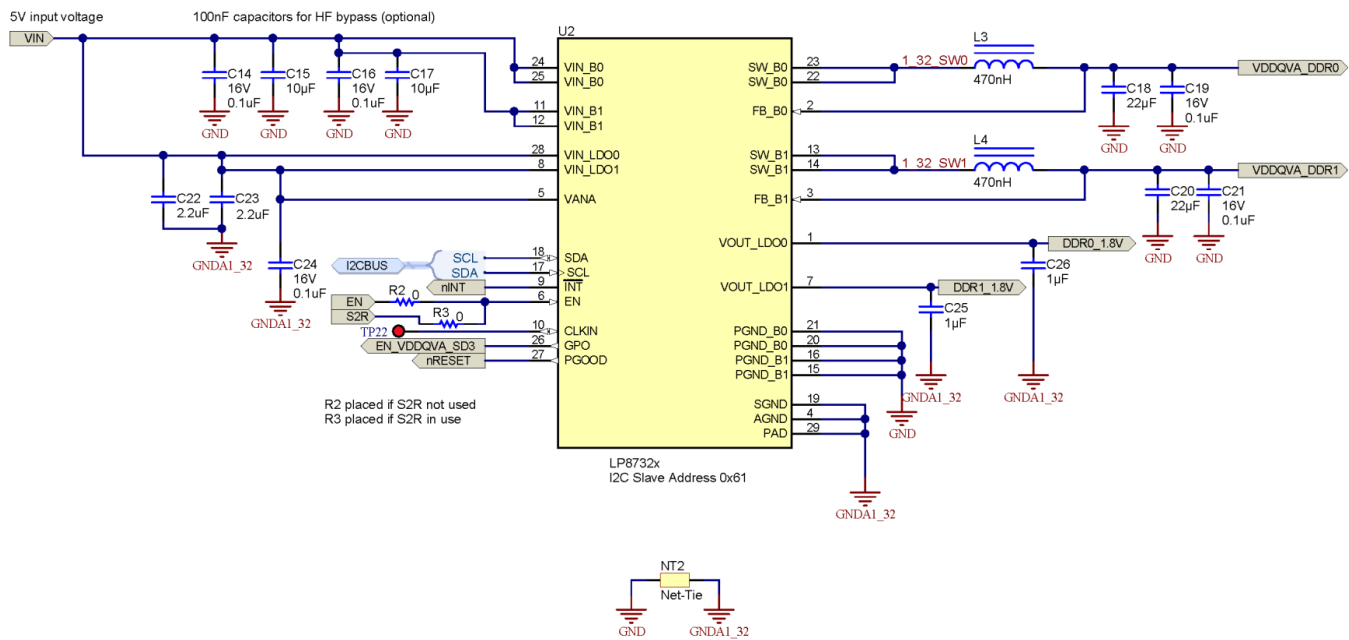 5V input voltage
100nF capacitors for HF bypass (optional)
VIN
C14
16V
0.1uF
GND
C15
10µF
GND
C16
16V
0.1uF
GND
C17
10µF
GND
C22
2.2uF
C23
2.2uF
GNDA1_32
C24
16V
0.1uF
GNDA1_32
I2CBUS
SCL
SDA
nINT
EN
R2
0
S2R
R3
0
TP22
EN_VDDQVA_SD3
nRESET
R2 placed if S2R not used
R3 placed if S2R in use
U2
24 VIN_B0
25 VIN_B0
11 VIN_B1
12 VIN_B1
28 VIN_LDO0
8 VIN_LDO1
5 VANA
18 SDA
17 SCL
9 INT
6 EN
10 CLKIN
26 GPO
27 PGOOD
SW_B0 23
SW_B0 22
FB_B0 2
SW_B1 13
SW_B1 14
FB_B1 3
VOUT_LDO0 1
VOUT_LDO1 7
PGND_B0 21
PGND_B0 20
PGND_B1 16
PGND_B1 15
SGND 19
AGND 4
PAD 29
LP8732x
I2C Slave Address 0x61
1_32_SW0
L3
470nH
VDDQVA_DDR0
C18
22µF
GND
C19
16V
0.1uF
GND
1_32_SW1
L4
470nH
VDDQVA_DDR1
C20
22µF
GND
C21
16V
0.1uF
GND
DDR0_1.8V
C26
1µF
GNDA1_32
DDR1_1.8V
C25
1µF
GNDA1_32
GND
GNDA1_32
NT2
Net-Tie
GND
GNDA1_32